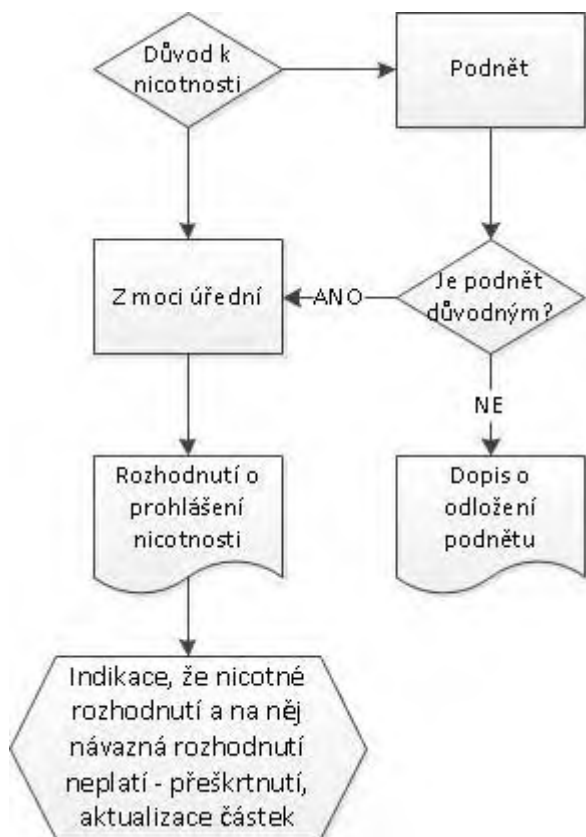 Důvod k
nicotnosti
Podnět
Z moci úřední
ANO
Je podnět
důvodným?
NE
Rozhodnutí o
prohlášení
nicotnosti
Dopis o
odložení
podnětu
Indikace, že nicotné
rozhodnutí a na něj
návazná rozhodnutí
neplatí - přeškrtnutí,
aktualizace částek